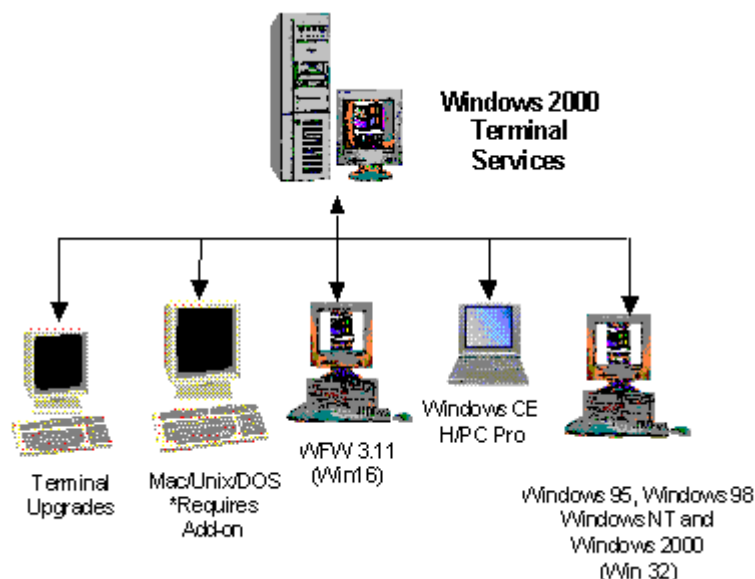 Windows 2000
Terminal
Services
Terminal
Upgrades
Mac/Unix/DOS
*Requires
Add-on
WFW 3.11
(Win16)
Windows CE
H/PC Pro
Windows 95, Windows 98
Windows NT and
Windows 2000
(Win 32)